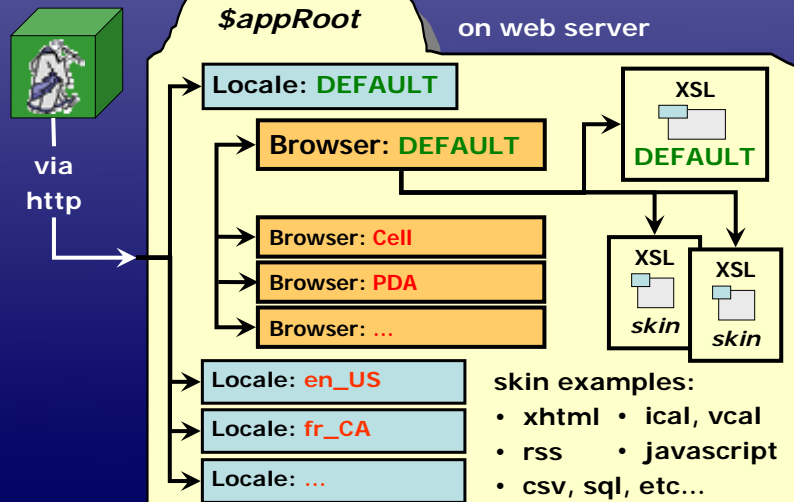 $appRoot
on web server
via
http
Locale: DEFAULT
Browser: DEFAULT
Browser: Cell
Browser: PDA
Browser: ...
Locale: en_US
Locale: fr_CA
Locale: ...
XSL
DEFAULT
XSL
skin
XSL
skin
skin examples:
• xhtml • ical, vcal
• rss • javascript
• csv, sql, etc...